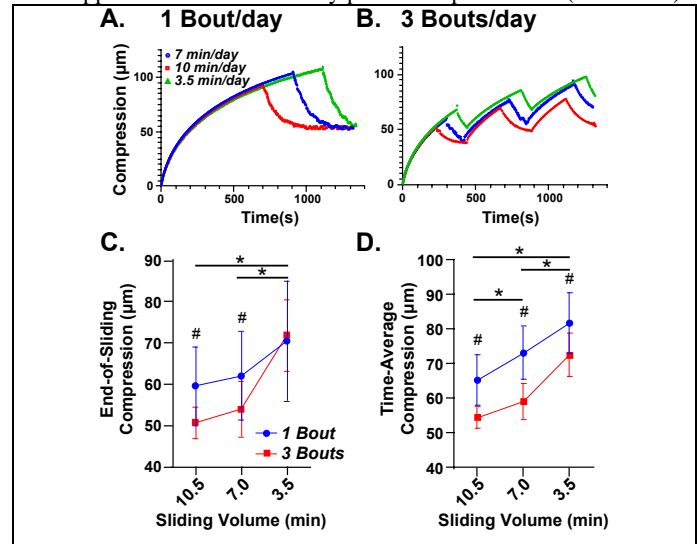 A. 1 Bout/day
B. 3 Bouts/day
7 min/day
10 min/day
3.5 min/day
Compression (µm)
100
50
0
0 500 1000
Time(s)
100
50
0
0 500 1000
Time(s)
C.
D.
End-of-Sliding
Compression (µm)
90
80
70
60
50
40
*
*
# #
1 Bout
3 Bouts
10.5 7.0 3.5
Sliding Volume (min)
Time-Average
Compression (µm)
100
90
80
70
60
50
40
*
*
*
# # #
10.5 7.0 3.5
Sliding Volume (min)